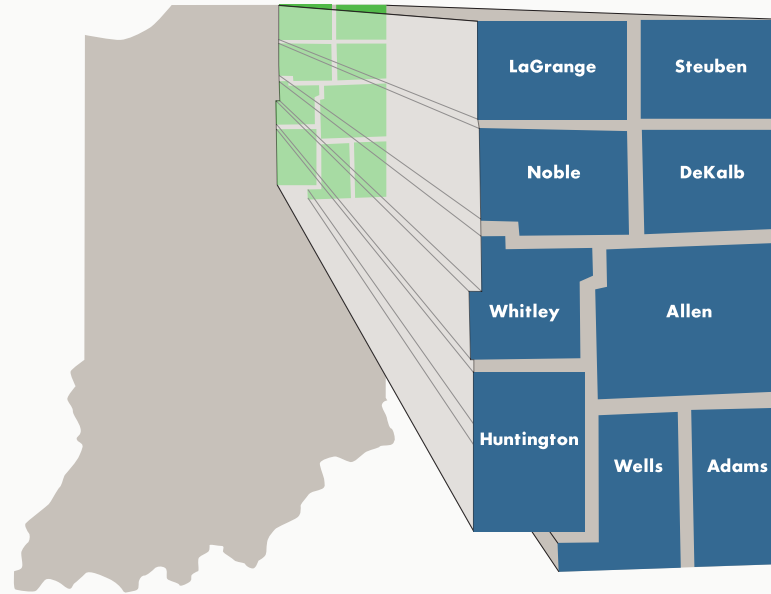 LaGrange
Steuben
Noble
DeKalb
Whitley
Allen
Huntington
Wells
Adams